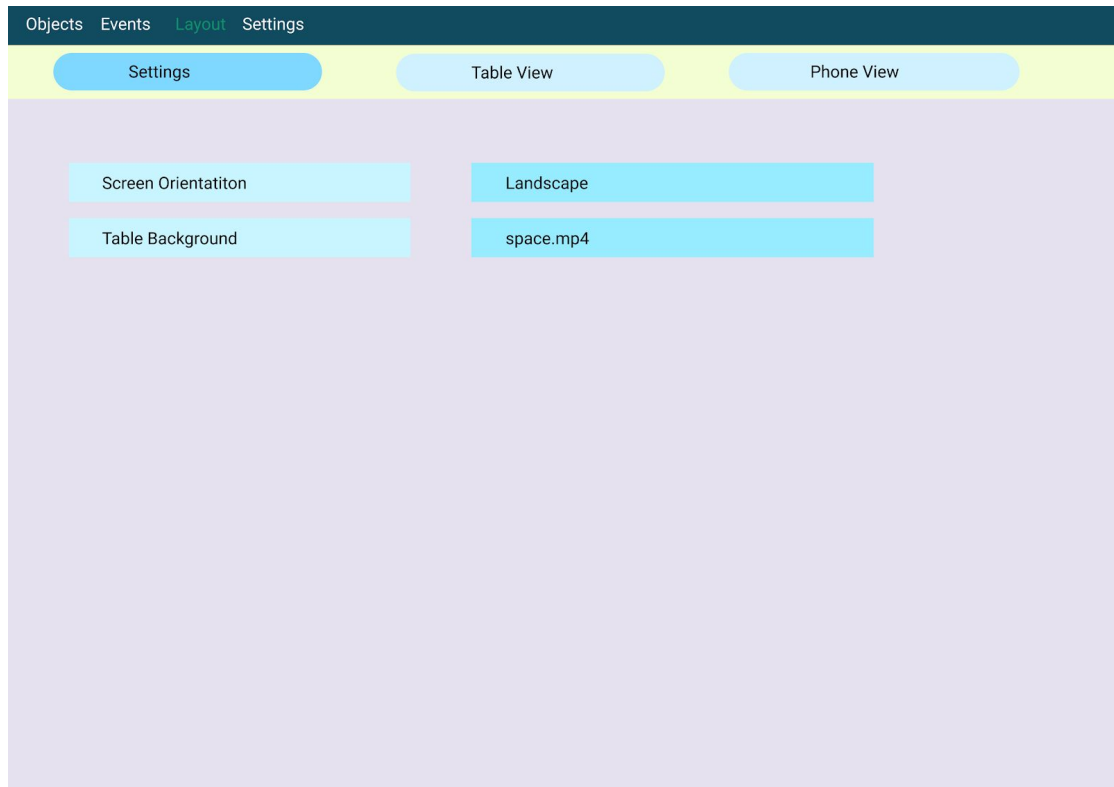 Objects Events Layout Settings
Settings Table View Phone View
Screen Orientatiton Landscape
Table Background space.mp4